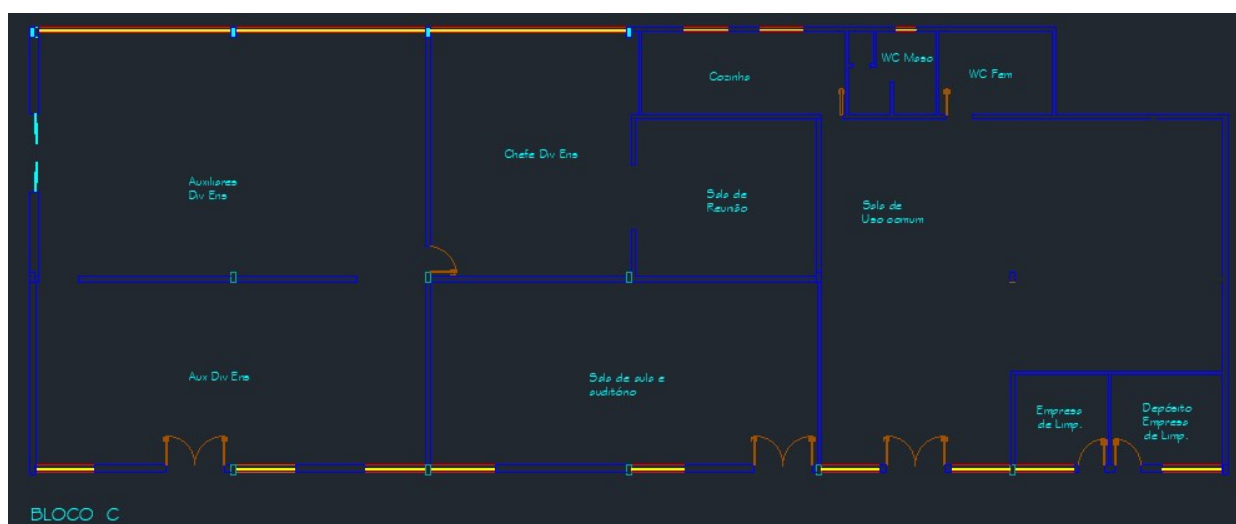 WC Masc
WC Fem
Cozinha
Chefe Div Ens
Auxiliares
Div Ens
Sala de
Reunião
Sala de
Uso comum
Aux Div Ens
Sala de aula e
auditório
Empresa
de Limp.
Depósito
Empresa
de Limp.
BLOCO C